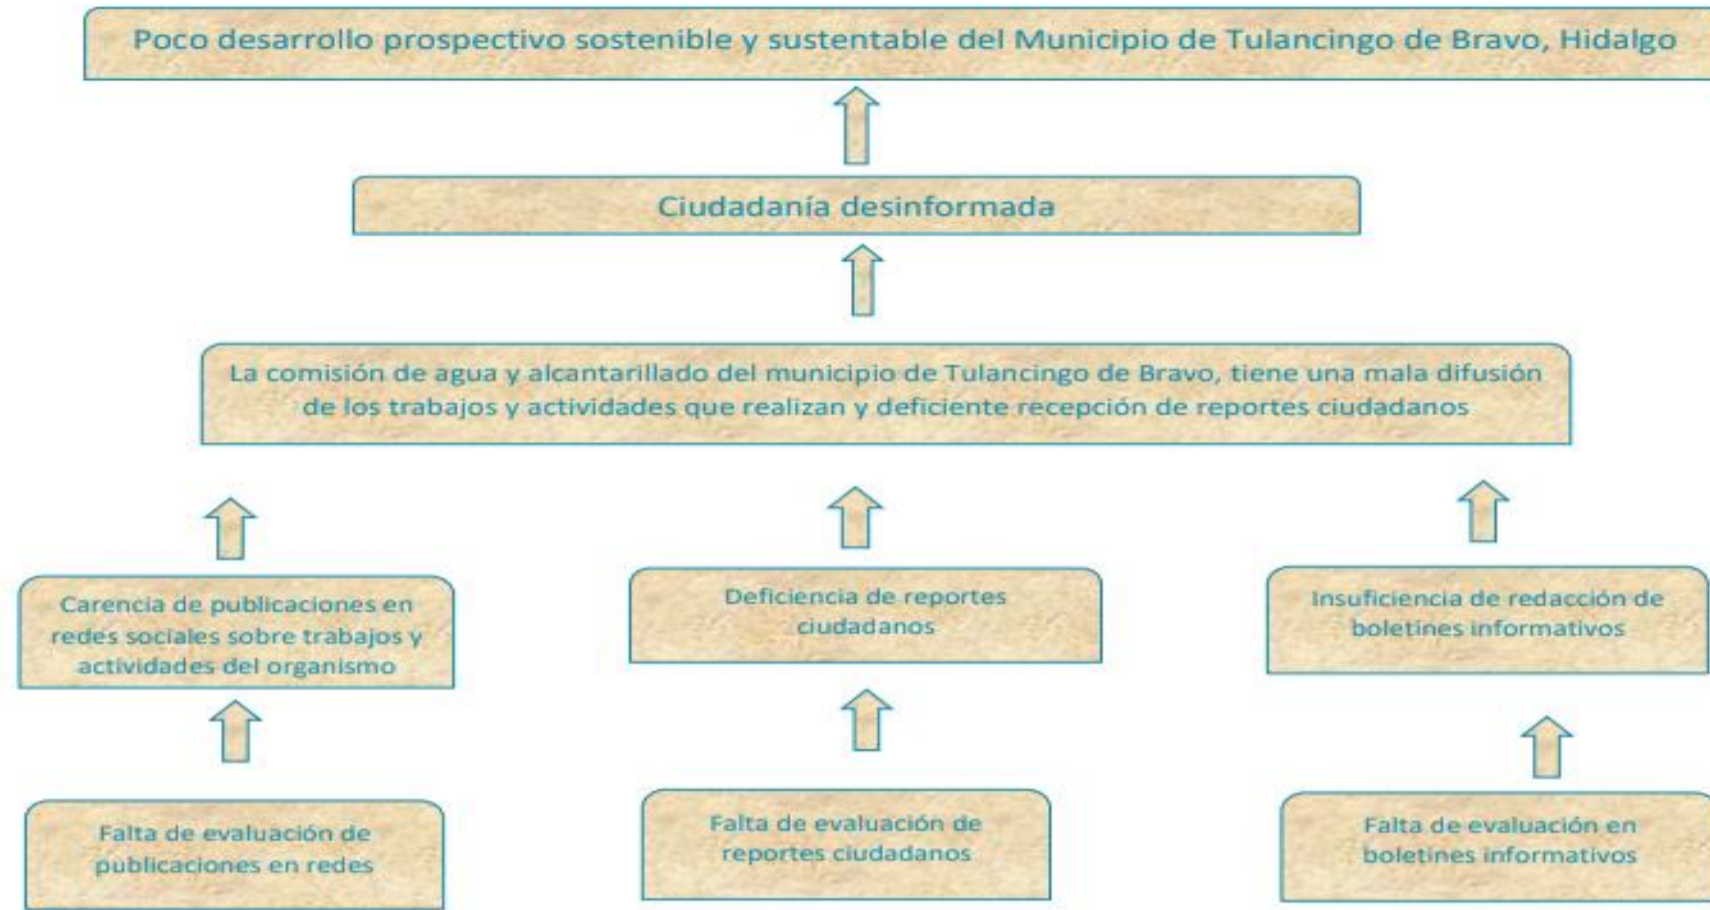 Poco desarrollo prospectivo sostenible y sustentable del Municipio de Tulancingo de Bravo, Hidalgo
Ciudadanía desinformada
La comisión de agua y alcantarillado del municipio de Tulancingo de Bravo, tiene una mala difusión
de los trabajos y actividades que realizan y deficiente recepción de reportes ciudadanos
Carencia de publicaciones en
redes sociales sobre trabajos y
actividades del organismo
Deficiencia de reportes
ciudadanos
Insuficiencia de redacción de
boletines informativos
Falta de evaluación de
publicaciones en redes
Falta de evaluación de
reportes ciudadanos
Falta de evaluación en
boletines informativos